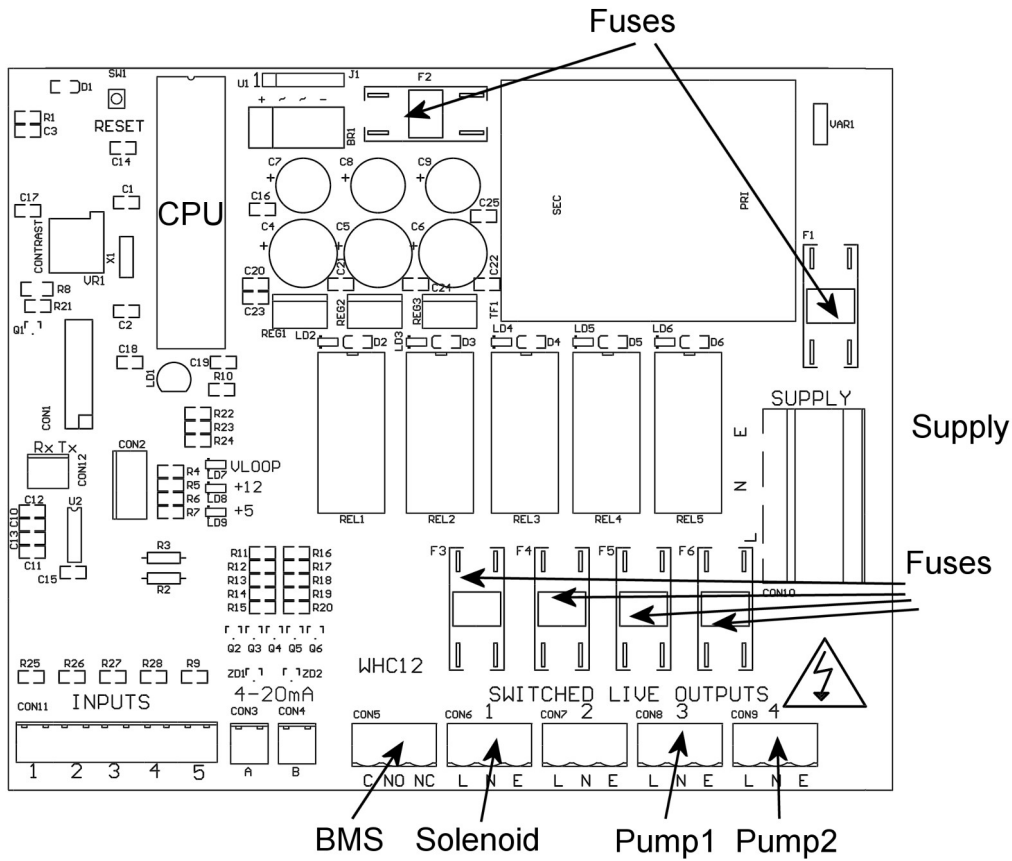 Fuses
SW1
D1
U1 1
J1
F2
+ ~ ~ -
BR1
R1
C3
RESET
C14
VAR1
C7
C8
C9
+
+
+
C17
C1
C16
C25
CPU
SEC
PRI
CONTRAST
X1
VR1
C4
C5
C6
+
+
+
F1
C20
C21
C24
C22
C23
R8
R21
C2
Q1
REG1
REG2
REG3
TF1
LD2
D2
LD3
D3
LD4
D4
LD5
D5
LD6
D6
C18
C19
LD1
R10
CON1
R22
R23
R24
SUPPLY
E
N
L
Supply
Rx Tx
CON12
CON2
VLOOP
LD7
+12
LD8
+5
LD9
R4
R5
R6
R7
C12
C10
C13
C11
U2
C15
R3
R2
REL1
REL2
REL3
REL4
REL5
F3
F4
F5
F6
Fuses
CON10
R11
R12
R13
R14
R15
R16
R17
R18
R19
R20
Q2 Q3 Q4 Q5 Q6
ZD1
ZD2
WHC12
R25
R26
R27
R28
R9
INPUTS
4-20mA
SWITCHED LIVE OUTPUTS
CON11
CON3
CON4
CON5
CON6
1
CON7
2
CON8
3
CON9
4
1 2 3 4 5
A
B
C NO NC
L N E
L N E
L N E
L N E
BMS
Solenoid
Pump1
Pump2